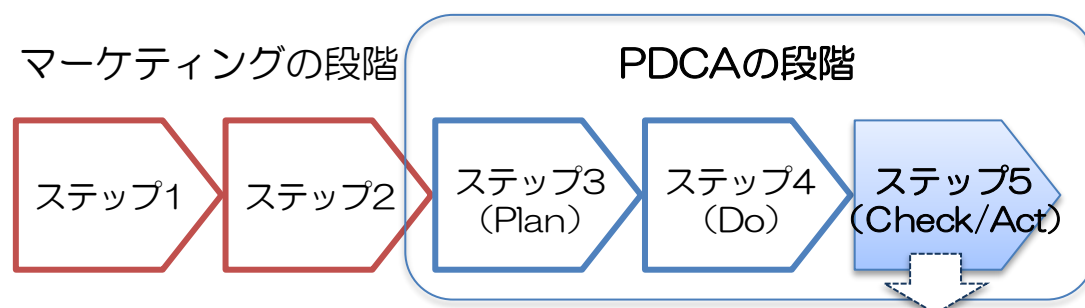 マーケティングの段階
PDCAの段階
ステップ1
ステップ2
ステップ3
（Plan）
ステップ4
（Do）
ステップ5
（Check/Act）